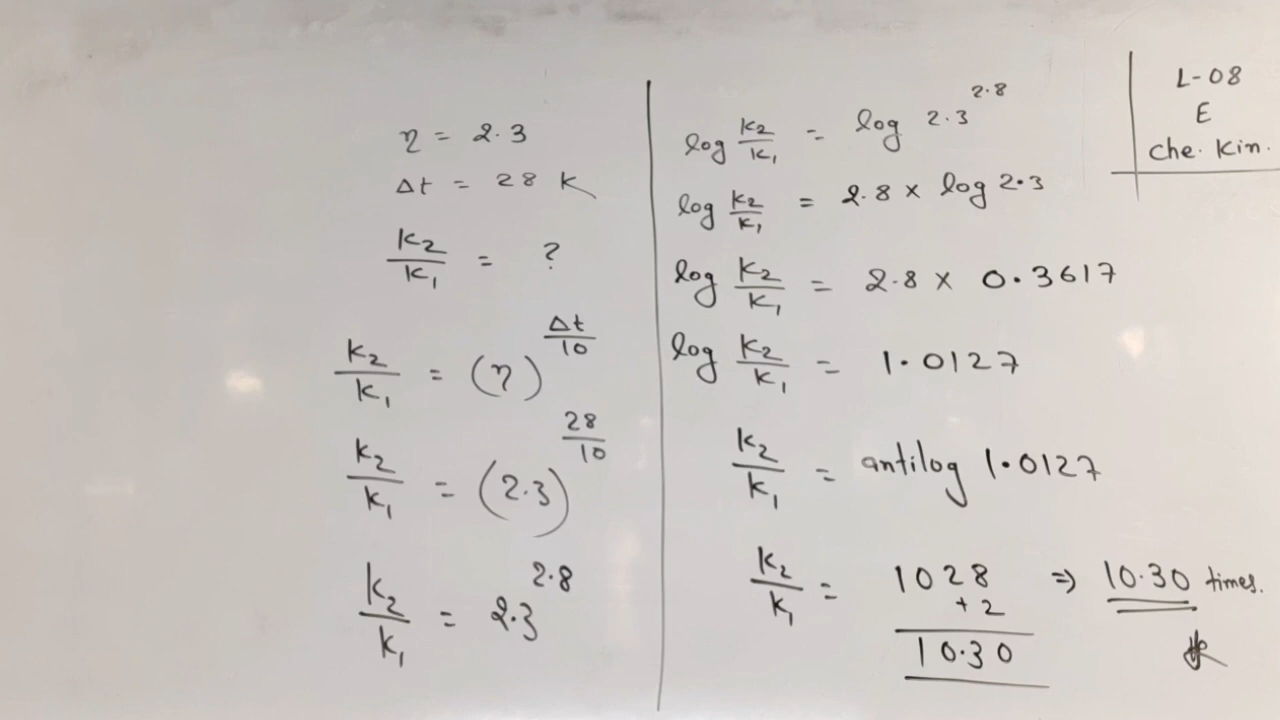 η = 2.3
Δt = 28 K
K2/K1 = ?
K2/K1 = (η)^Δt/10
K2/K1 = (2.3)^28/10
K2/K1 = 2.3^2.8
log K2/K1 = log 2.3^2.8
log K2/K1 = 2.8 × log 2.3
log K2/K1 = 2.8 × 0.3617
log K2/K1 = 1.0127
K2/K1 = antilog 1.0127
K2/K1 = 1028 ⇒ 10.30 times.
+2
10.30
L-08
E
Che. Kin.